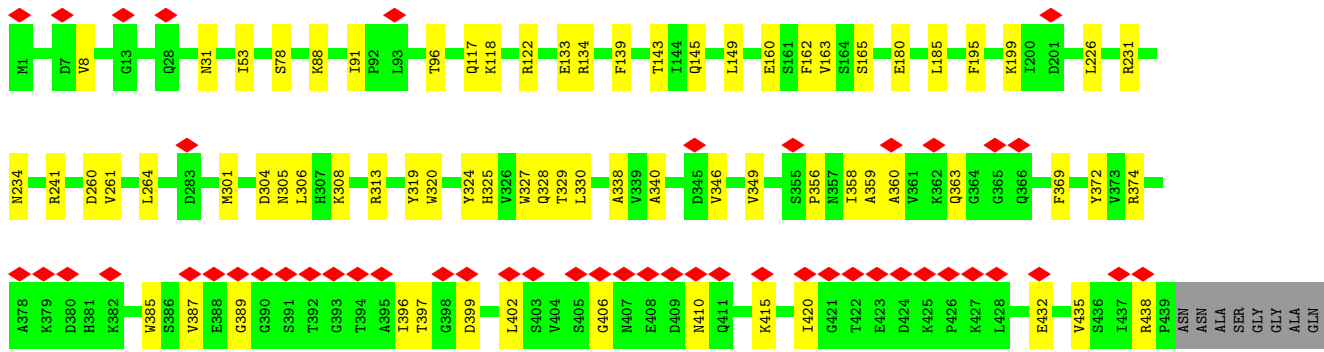 M1 D7 V8 G13 Q28 N31 I53 S78 K88 I91 P92 L93 T96 Q117 K118 R122 E133 R134 F139 T143 I144 Q145 L149 E160 S161 F162 V163 S164 S165 E180 L185 F195 K199 I200 D201 L226 R231
N234 R241 D260 V261 L264 D283 M301 D304 N305 L306 H307 K308 R313 Y319 W320 Y324 H325 V326 W327 Q328 T329 L330 A338 V339 A340 D345 V346 V349 S355 P356 N357 I358 A359 A360 V361 K362 Q363 G364 G365 Q366 F369 Y372 V373 R374
A378 K379 D380 H381 K382 W385 S386 V387 E388 G389 G390 S391 T392 G393 T394 A395 I396 T397 G398 D399 L402 S403 V404 S405 G406 N407 E408 D409 N410 Q411 K415 I420 G421 T422 E423 D424 K425 P426 K427 L428 E432 V435 S436 I437 R438 P439 ASN ASN ALA SER GLY GLY ALA GLN